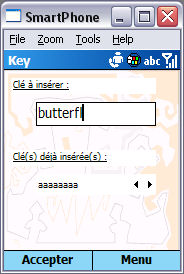 SmartPhone
File Zoom Tools Help
Key abc
Clé à insérer :
butterfl
Clé(s) déjà insérée(s) :
aaaaaaaa
Accepter Menu